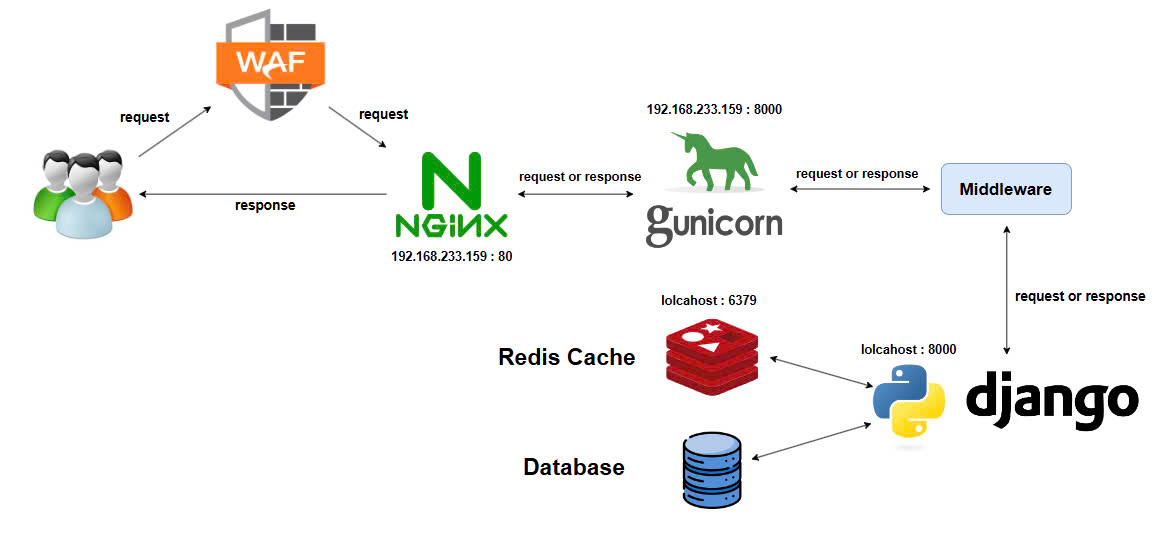 WAF
request
request
192.168.233.159 : 8000
NGiNX
request or response
gunicorn
request or response
Middleware
response
192.168.233.159 : 80
request or response
lolcahost : 6379
Redis Cache
lolcahost : 8000
django
Database